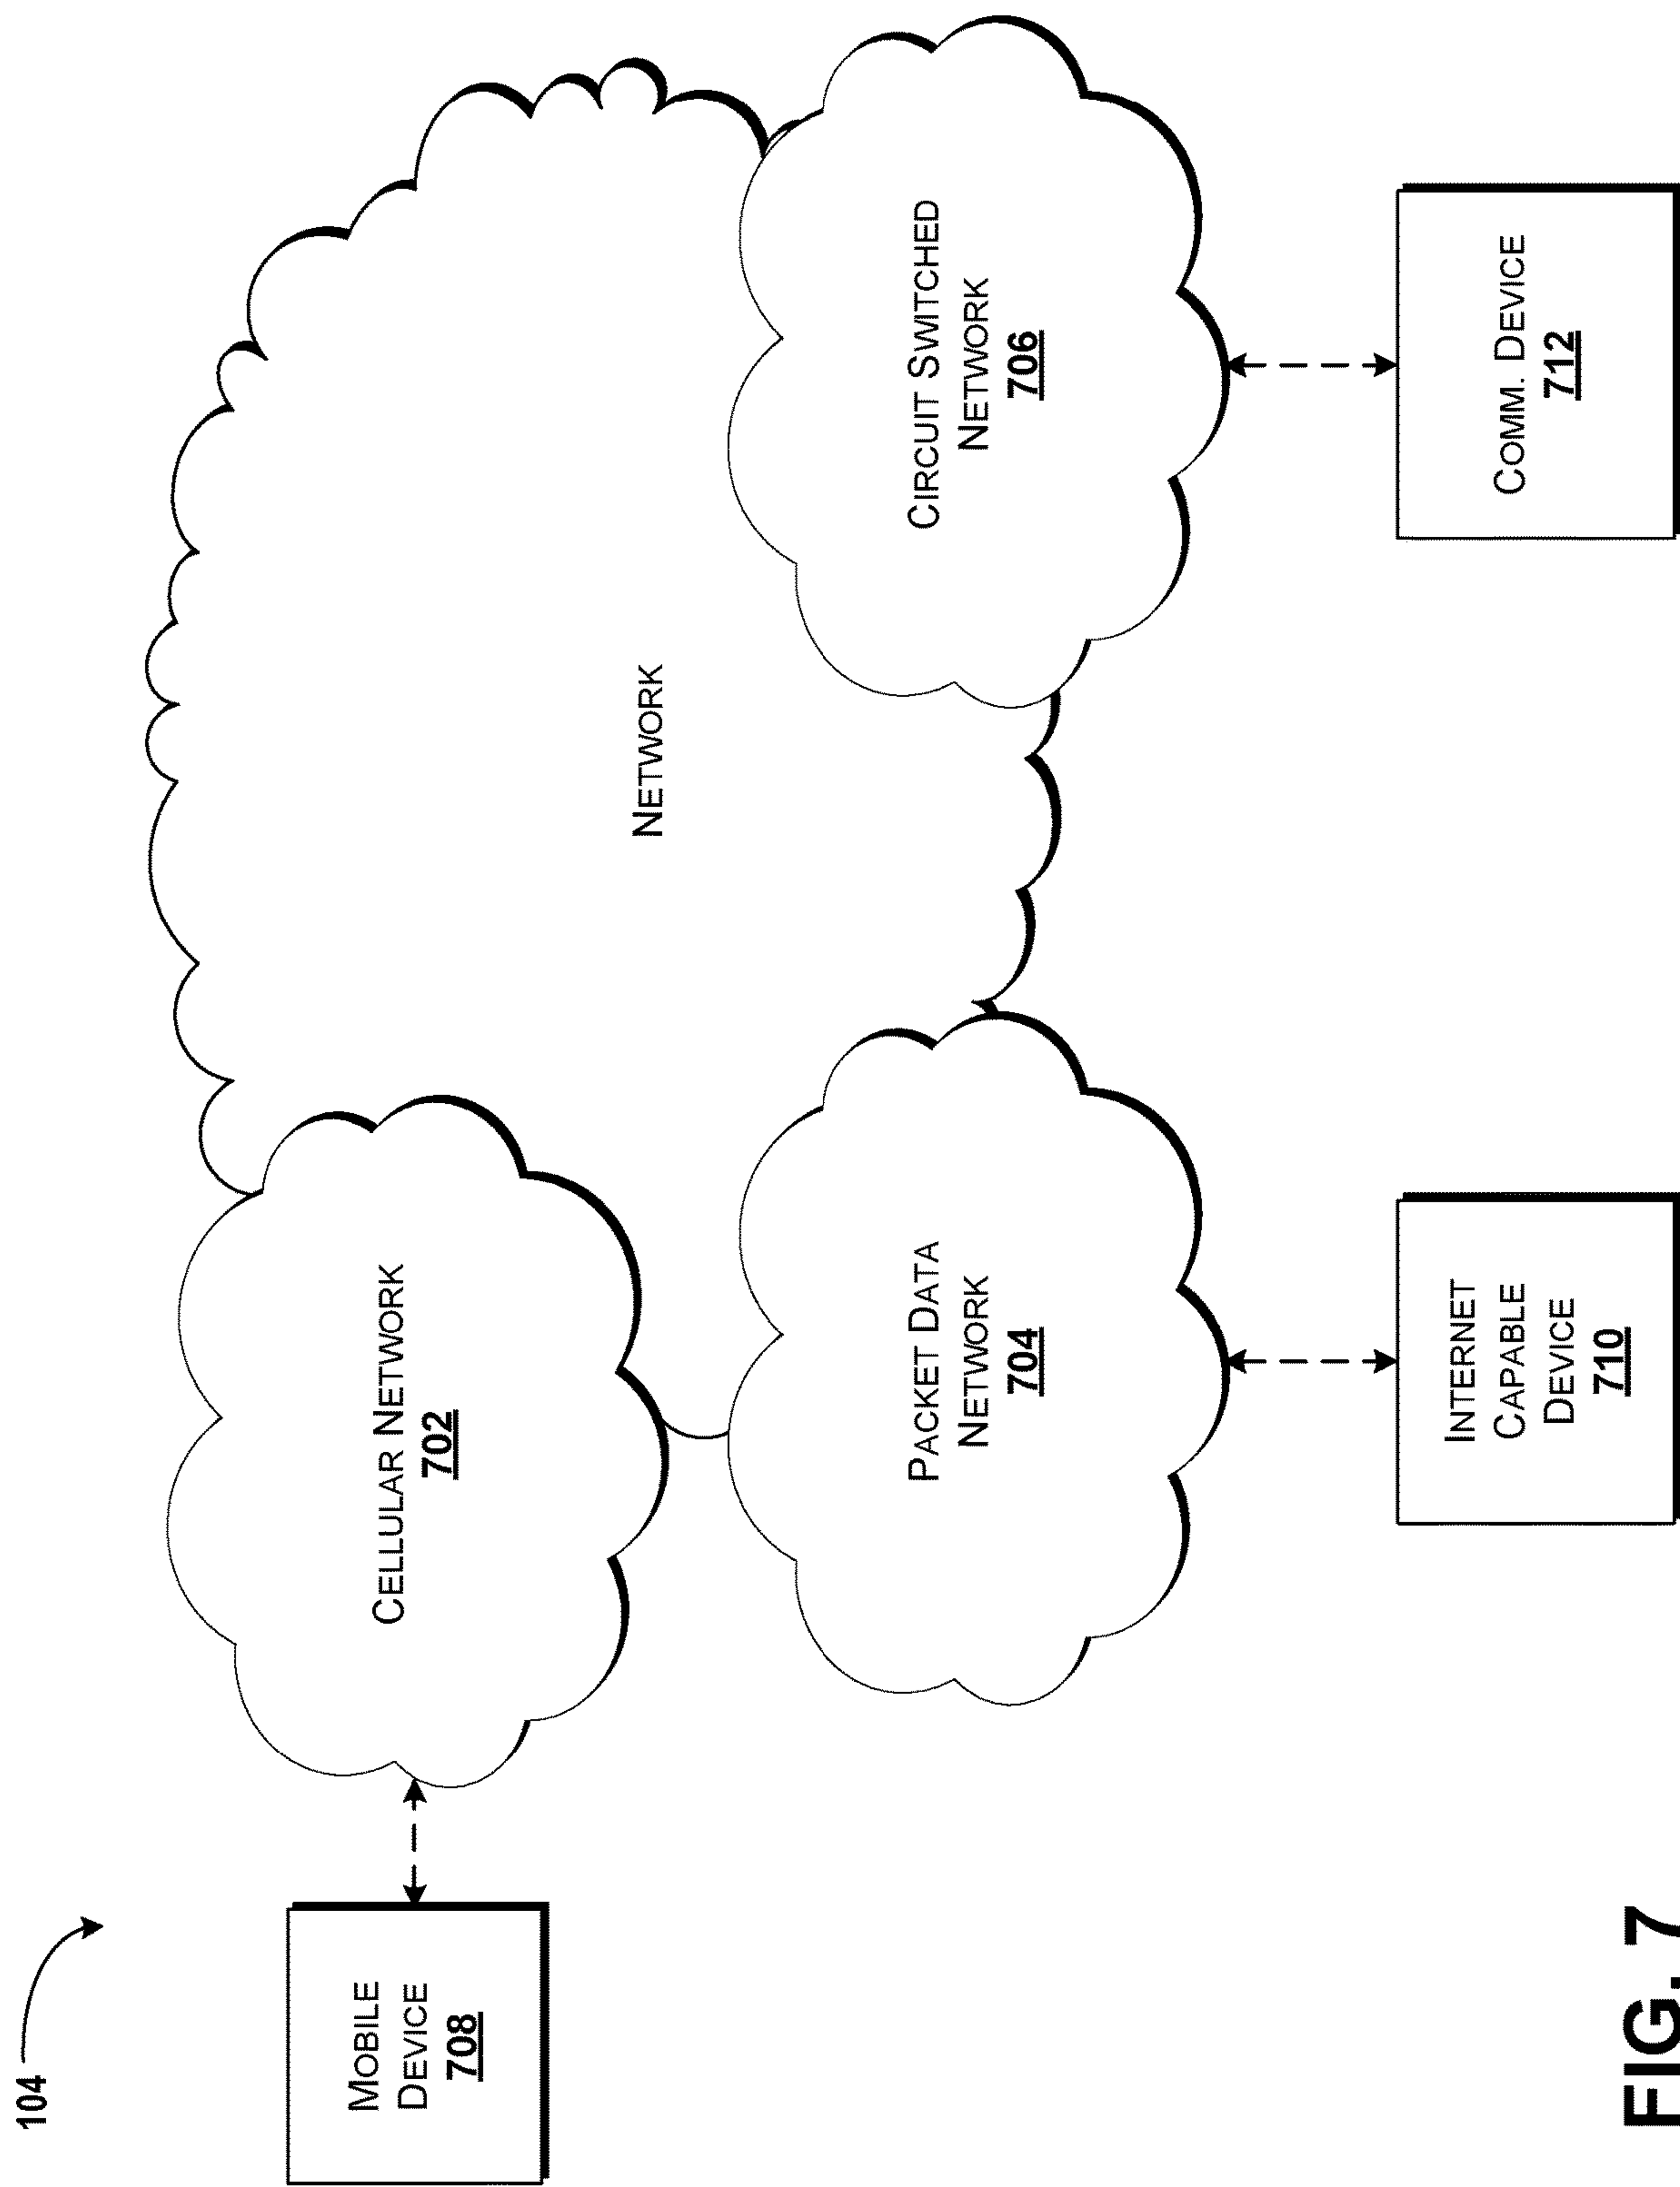 104
NETWORK
CELLULAR NETWORK
702
MOBILE
DEVICE
708
PACKET DATA
NETWORK
704
CIRCUIT SWITCHED
NETWORK
706
INTERNET
CAPABLE
DEVICE
710
COMM. DEVICE
712
FIG. 7